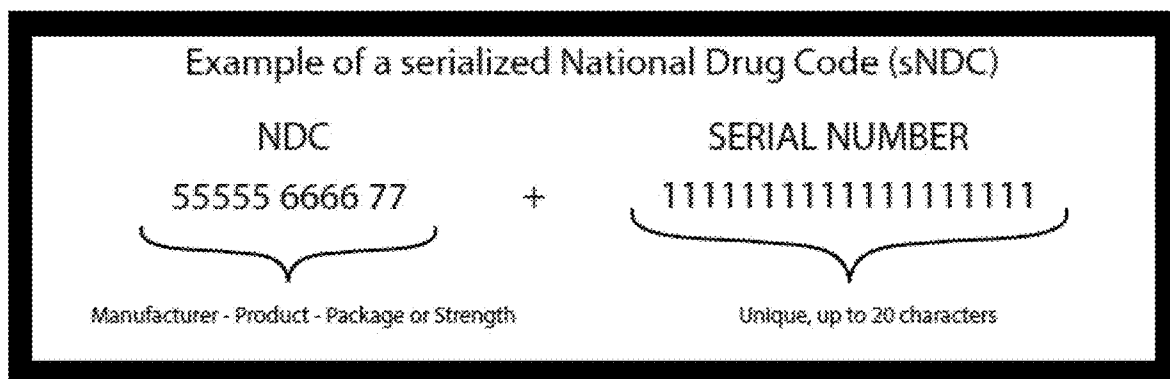 Example of a serialized National Drug Code (sNDC)
NDC SERIAL NUMBER
55555 6666 77 + 1111111111111111111
Manufacturer - Product - Package or Strength Unique, up to 20 characters